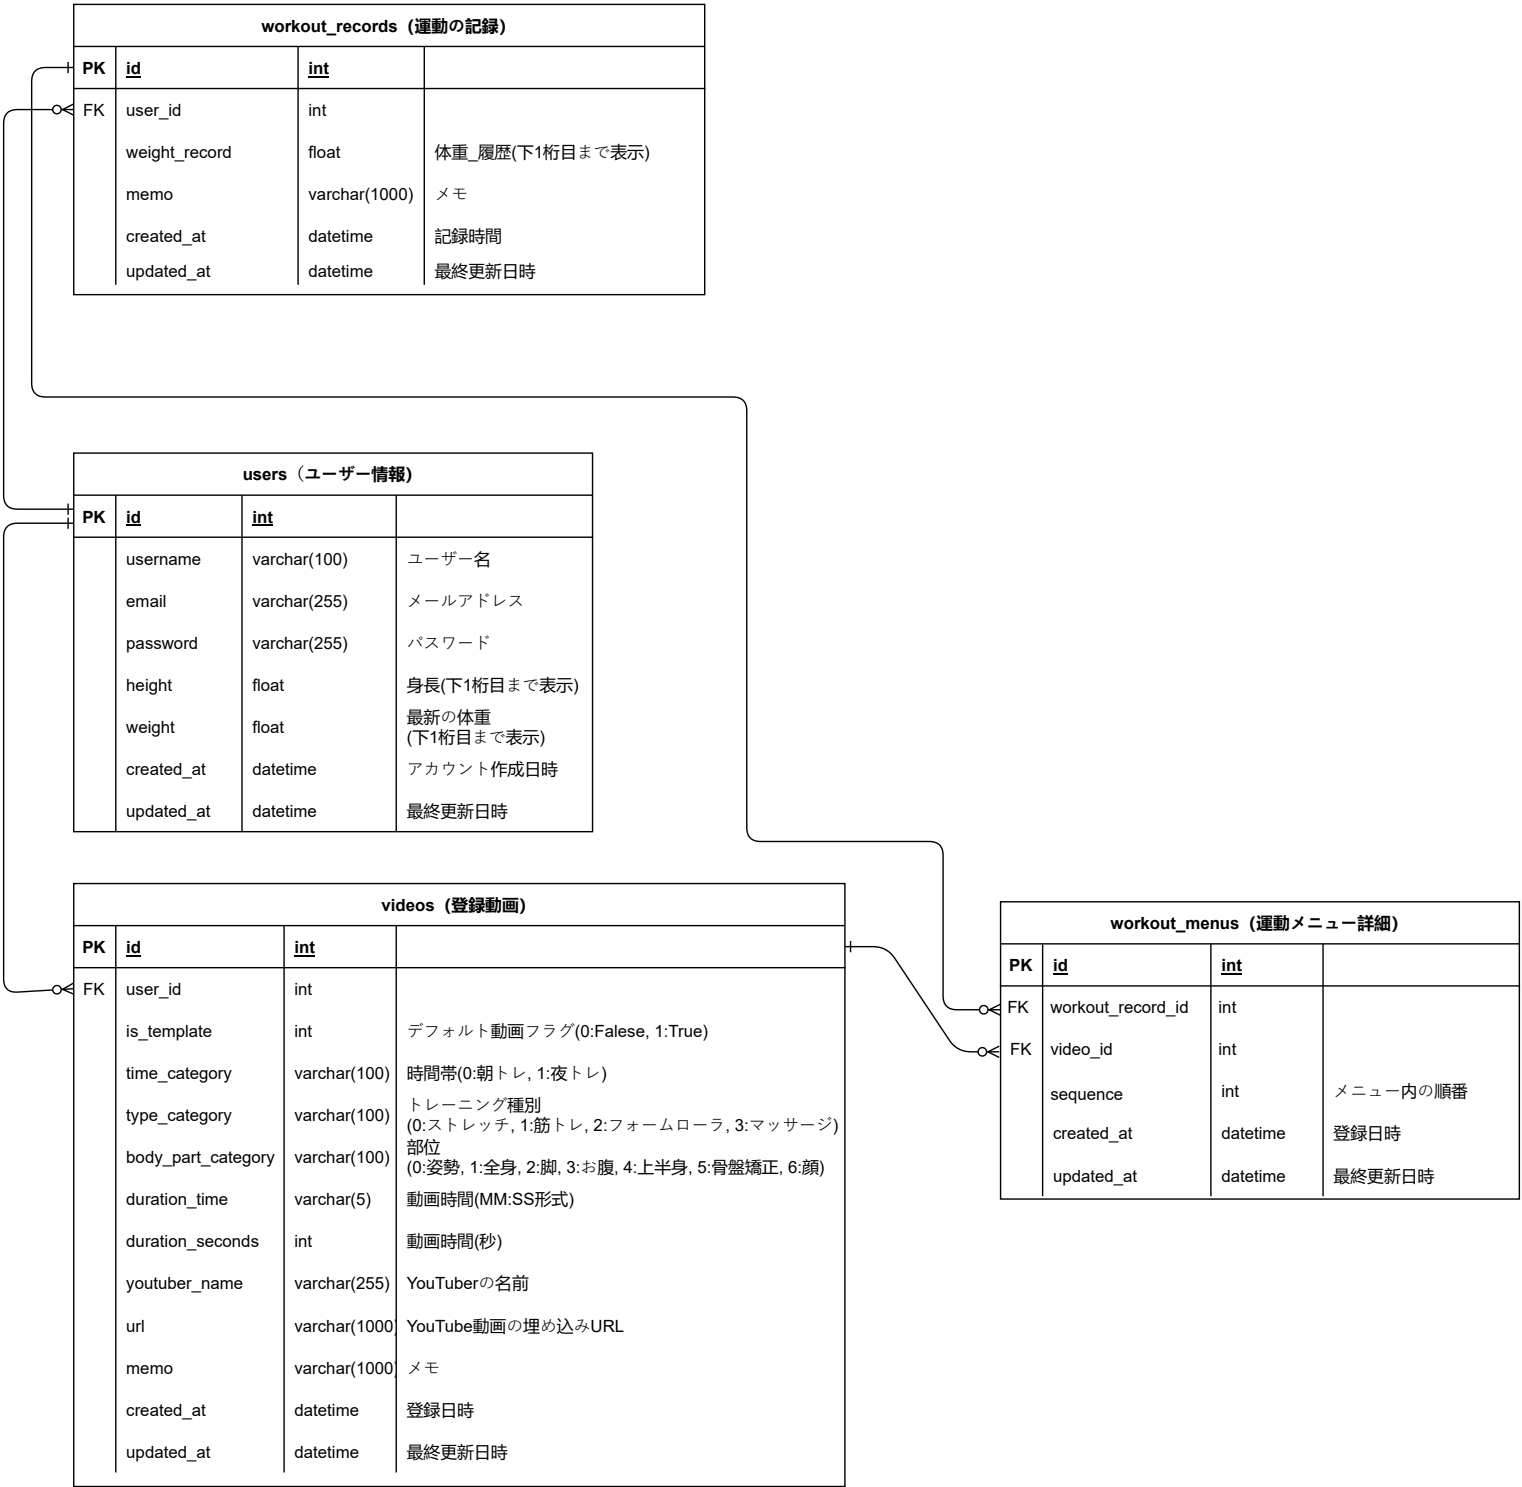 workout_records（運動の記録)
PK id int
FK user_id int
weight_record float 体重_履歴(下1桁目まで表示)
memo varchar(1000) メモ
created_at datetime 記録時間
updated_at datetime 最終更新日時
users（ユーザー情報)
PK id int
username varchar(100) ユーザー名
email varchar(255) メールアドレス
password varchar(255) パスワード
height float 身長(下1桁目まで表示)
weight float 最新の体重
(下1桁目まで表示)
created_at datetime アカウント作成日時
updated_at datetime 最終更新日時
videos（登録動画)
PK id int
FK user_id int
is_template int デフォルト動画フラグ(0:Falese, 1:True)
time_category varchar(100) 時間帯(0:朝トレ, 1:夜トレ)
type_category varchar(100) トレーニング種別
(0:ストレッチ, 1:筋トレ, 2:フォームローラ, 3:マッサージ)
body_part_category varchar(100) 部位
(0:姿勢, 1:全身, 2:脚, 3:お腹, 4:上半身, 5:骨盤矯正, 6:顔)
duration_time varchar(5) 動画時間(MM:SS形式)
duration_seconds int 動画時間(秒)
youtuber_name varchar(255) YouTuberの名前
url varchar(1000) YouTube動画の埋め込みURL
memo varchar(1000) メモ
created_at datetime 登録日時
updated_at datetime 最終更新日時
workout_menus（運動メニュー詳細)
PK id int
FK workout_record_id int
FK video_id int
sequence int メニュー内の順番
created_at datetime 登録日時
updated_at datetime 最終更新日時